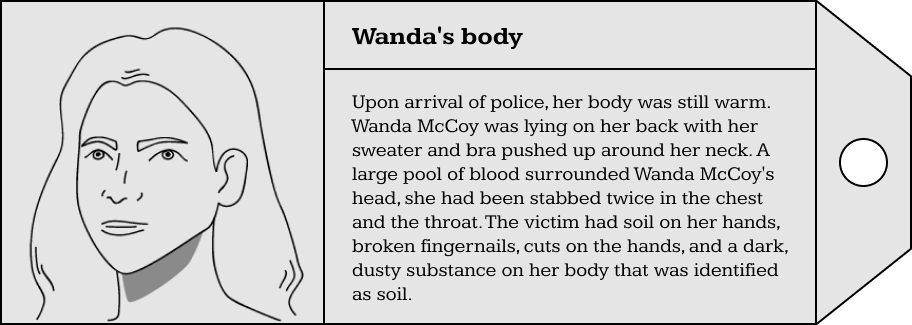 Wanda's body
Upon arrival of police, her body was still warm.
Wanda McCoy was lying on her back with her
sweater and bra pushed up around her neck. A
large pool of blood surrounded Wanda McCoy's
head, she had been stabbed twice in the chest
and the throat. The victim had soil on her hands,
broken fingernails, cuts on the hands, and a dark,
dusty substance on her body that was identified
as soil.